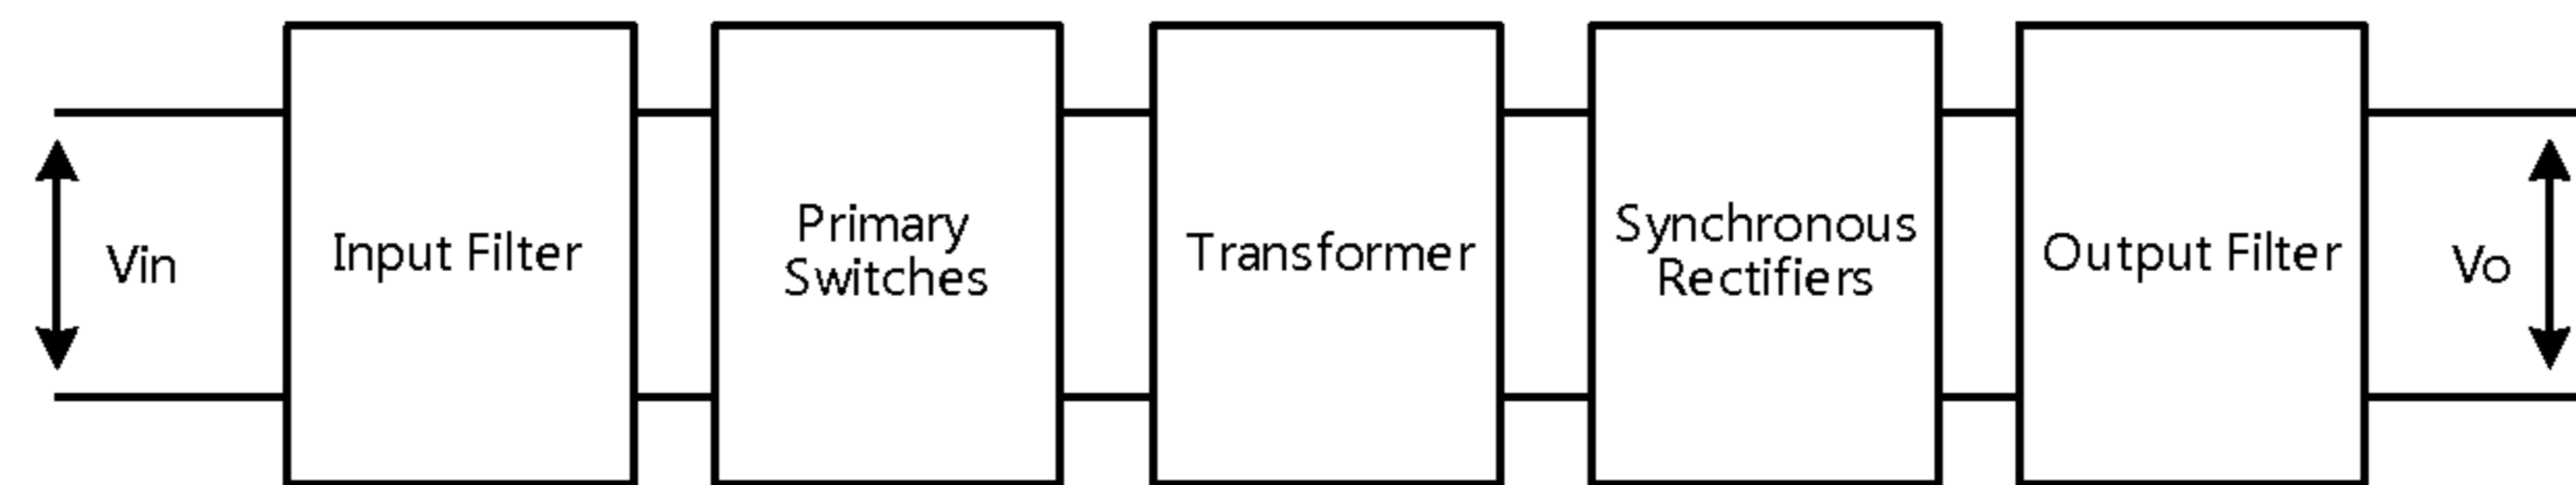 Vin
Input Filter
Primary
Switches
Transformer
Synchronous
Rectifiers
Output Filter
Vo